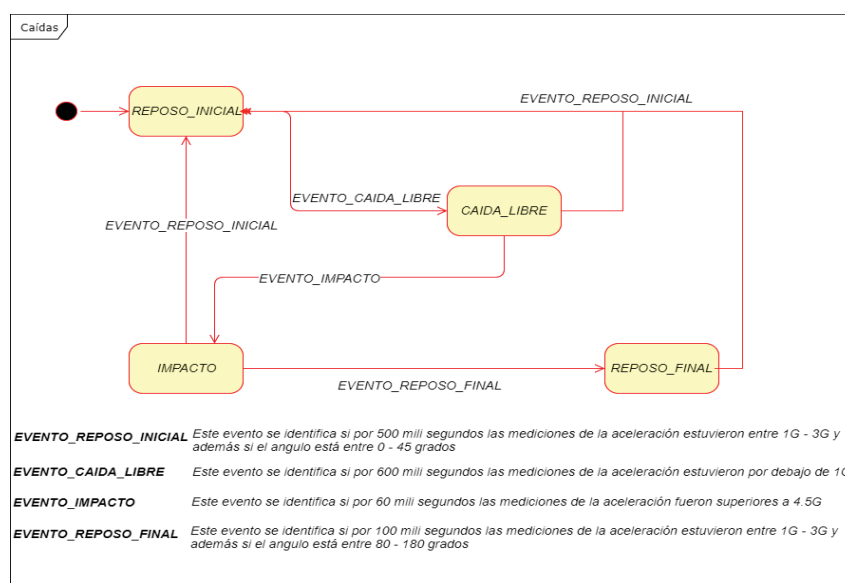 Caídas
REPOSO_INICIAL
EVENTO_REPOSO_INICIAL
EVENTO_CAIDA_LIBRE
CAIDA_LIBRE
EVENTO_REPOSO_INICIAL
EVENTO_IMPACTO
IMPACTO
REPOSO_FINAL
EVENTO_REPOSO_FINAL
EVENTO_REPOSO_INICIAL Este evento se identifica si por 500 mili segundos las mediciones de la aceleración estuvieron entre 1G - 3G y
además si el angulo está entre 0 - 45 grados
EVENTO_CAIDA_LIBRE Este evento se identifica si por 600 mili segundos las mediciones de la aceleración estuvieron por debajo de 1G
EVENTO_IMPACTO Este evento se identifica si por 60 mili segundos las mediciones de la aceleración fueron superiores a 4.5G
EVENTO_REPOSO_FINAL Este evento se identifica si por 100 mili segundos las mediciones de la aceleración estuvieron entre 1G - 3G y
además si el angulo está entre 80 - 180 grados